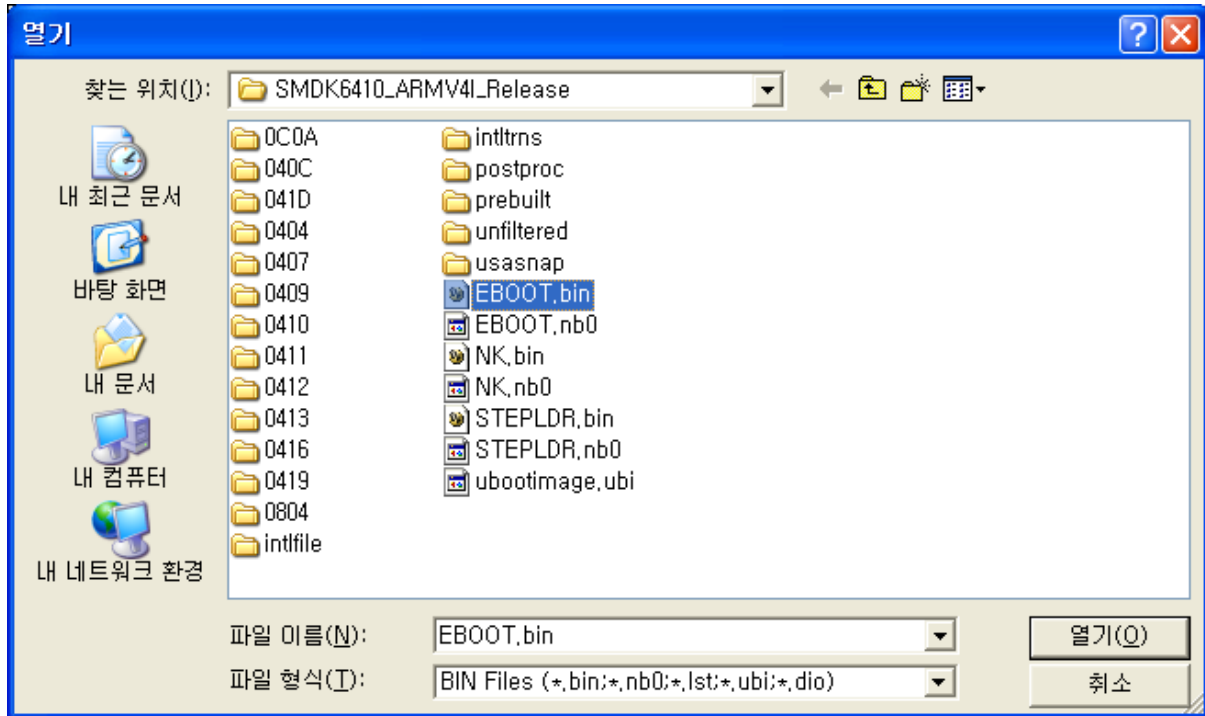 열기
찾는 위치(I):
SMDK6410_ARMV4I_Release
내 최근 문서
바탕 화면
내 문서
내 컴퓨터
내 네트워크 환경
0C0A
040C
041D
0404
0407
0409
0410
0411
0412
0413
0416
0419
0804
intlfile
intltrns
postproc
prebuilt
unfiltered
usasnap
EBOOT.bin
EBOOT.nb0
NK.bin
NK.nb0
STEPLDR.bin
STEPLDR.nb0
ubootimage.ubi
파일 이름(N):
EBOOT.bin
열기(O)
파일 형식(T):
BIN Files (*.bin;*.nb0;*.lst;*.ubi;*.dio)
취소